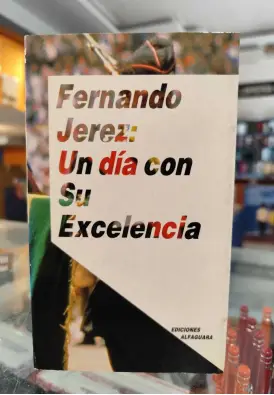 Fernando
Jerez:
Un día con
Su
Excelencia
EDICIONES
ALFAGUARA